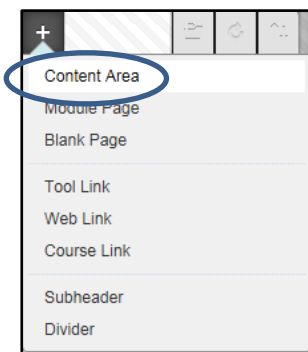 +
Content Area
Module Page
Blank Page
Tool Link
Web Link
Course Link
Subheader
Divider